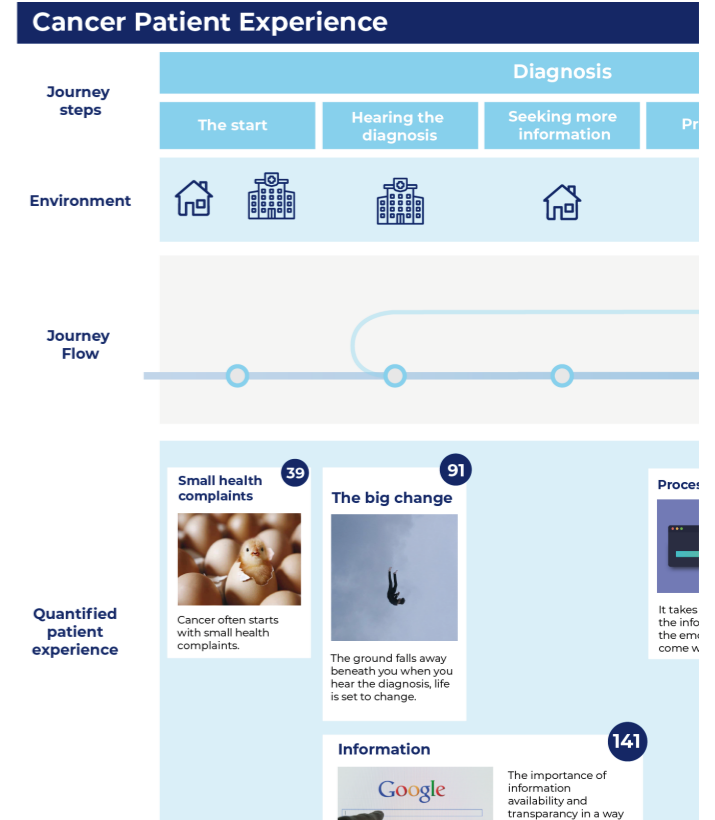 Cancer Patient Experience
Journey
steps
Diagnosis
The start
Hearing the
diagnosis
Seeking more
information
Pr
Environment
Journey
Flow
Quantified
patient
experience
Small health
complaints
39
Cancer often starts
with small health
complaints.
91
The big change
The ground falls away
beneath you when you
hear the diagnosis, life
is set to change.
Proces
It takes
the info
the emo
come w
Information
141
Google
The importance of
information
availability and
transparancy in a way